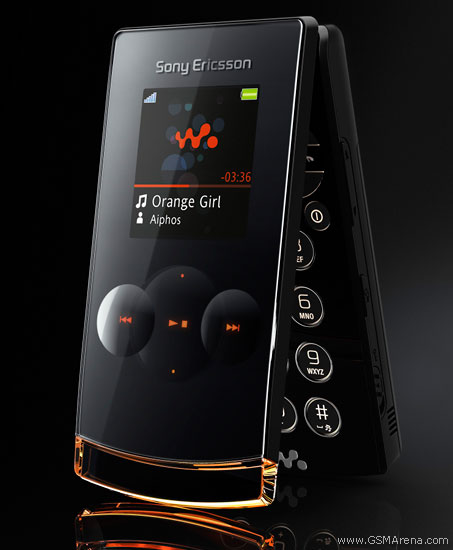 Sony Ericsson
-03:36
Orange Girl
Aiphos
6
MNO
9
WXYZ
#
www.GSMArena.com